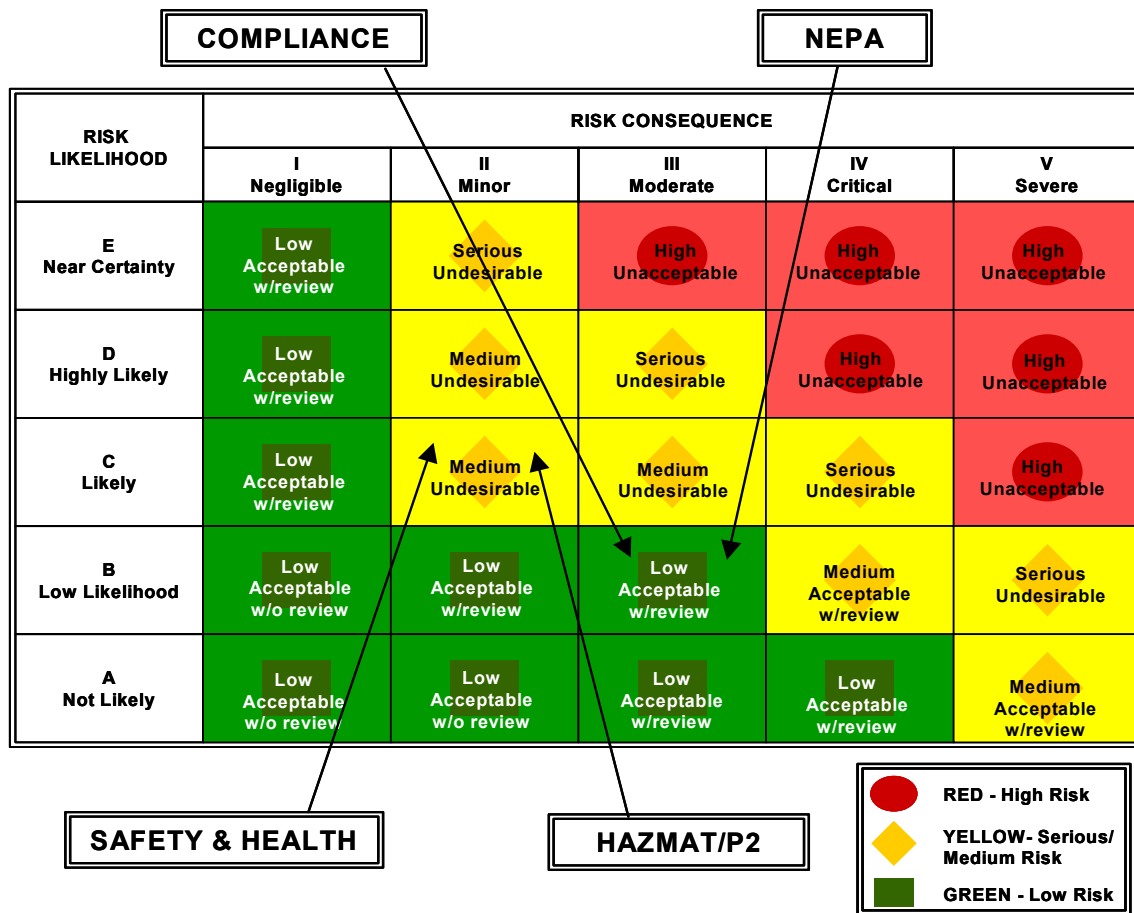 COMPLIANCE
NEPA
RISK
LIKELIHOOD
RISK CONSEQUENCE
I
Negligible
II
Minor
III
Moderate
IV
Critical
V
Severe
E
Near Certainty
Low
Acceptable
w/review
Serious
Undesirable
High
Unacceptable
High
Unacceptable
High
Unacceptable
D
Highly Likely
Low
Acceptable
w/review
Medium
Undesirable
Serious
Undesirable
High
Unacceptable
High
Unacceptable
C
Likely
Low
Acceptable
w/review
Medium
Undesirable
Medium
Undesirable
Serious
Undesirable
High
Unacceptable
B
Low Likelihood
Low
Acceptable
w/o review
Low
Acceptable
w/review
Low
Acceptable
w/review
Medium
Acceptable
w/review
Serious
Undesirable
A
Not Likely
Low
Acceptable
w/o review
Low
Acceptable
w/o review
Low
Acceptable
w/review
Low
Acceptable
w/review
Medium
Acceptable
w/review
SAFETY & HEALTH
HAZMAT/P2
RED - High Risk
YELLOW- Serious/
Medium Risk
GREEN - Low Risk